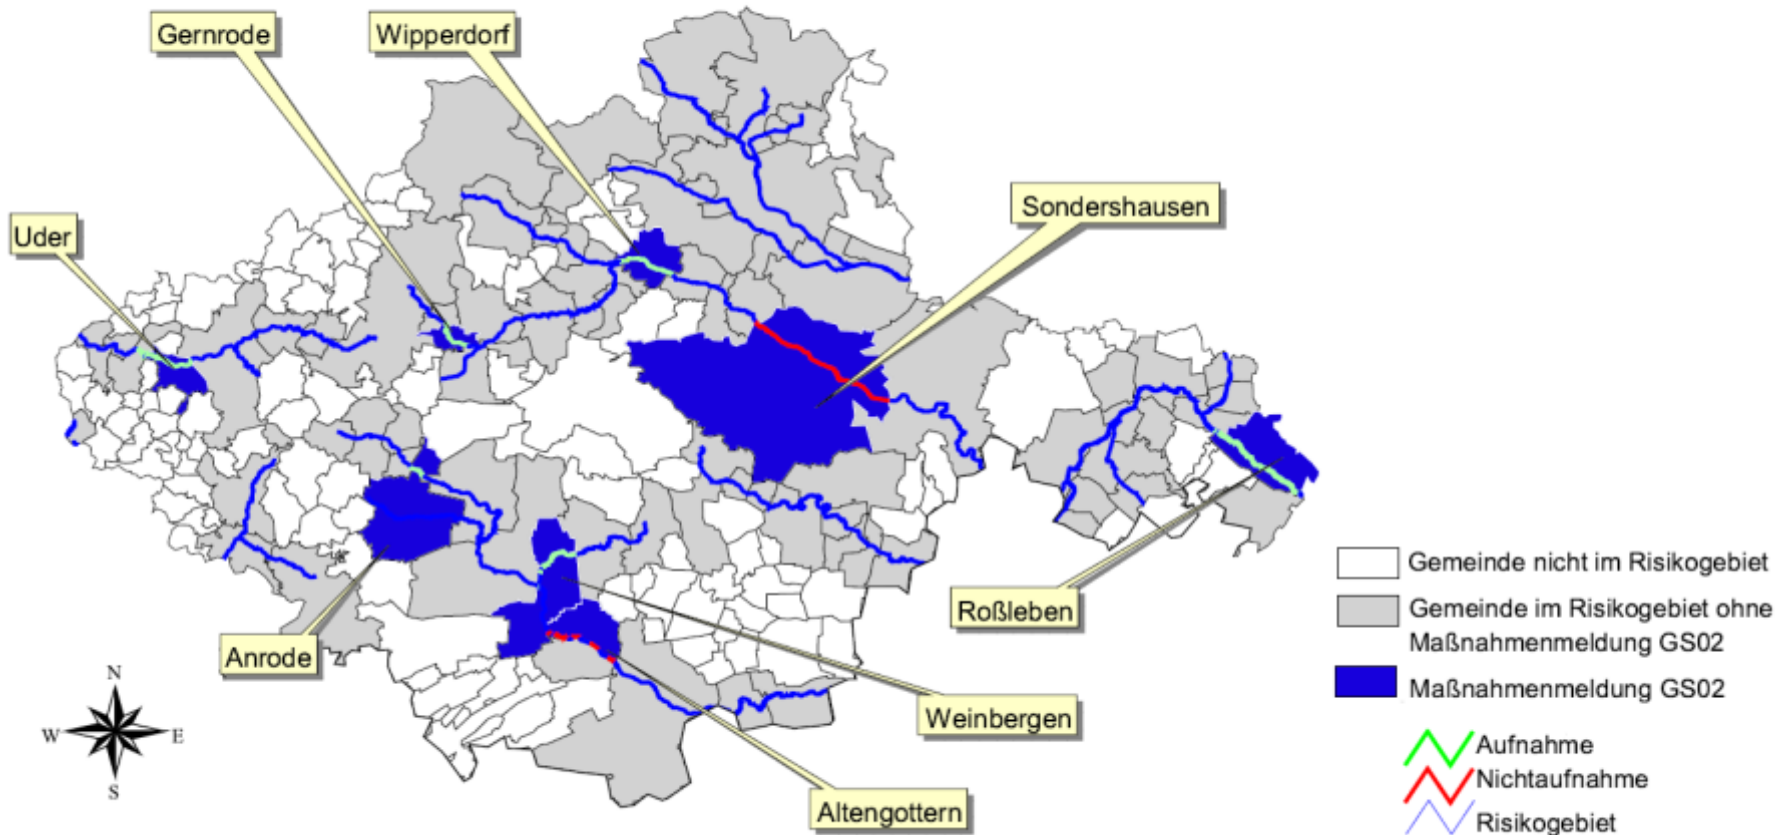 Gernrode
Wipperdorf
Sondershausen
Uder
Roßleben
Anrode
Weinbergen
Altengottern
N
W
E
S
Gemeinde nicht im Risikogebiet
Gemeinde im Risikogebiet ohne
Maßnahmenmeldung GS02
Maßnahmenmeldung GS02
Aufnahme
Nichtaufnahme
Risikogebiet